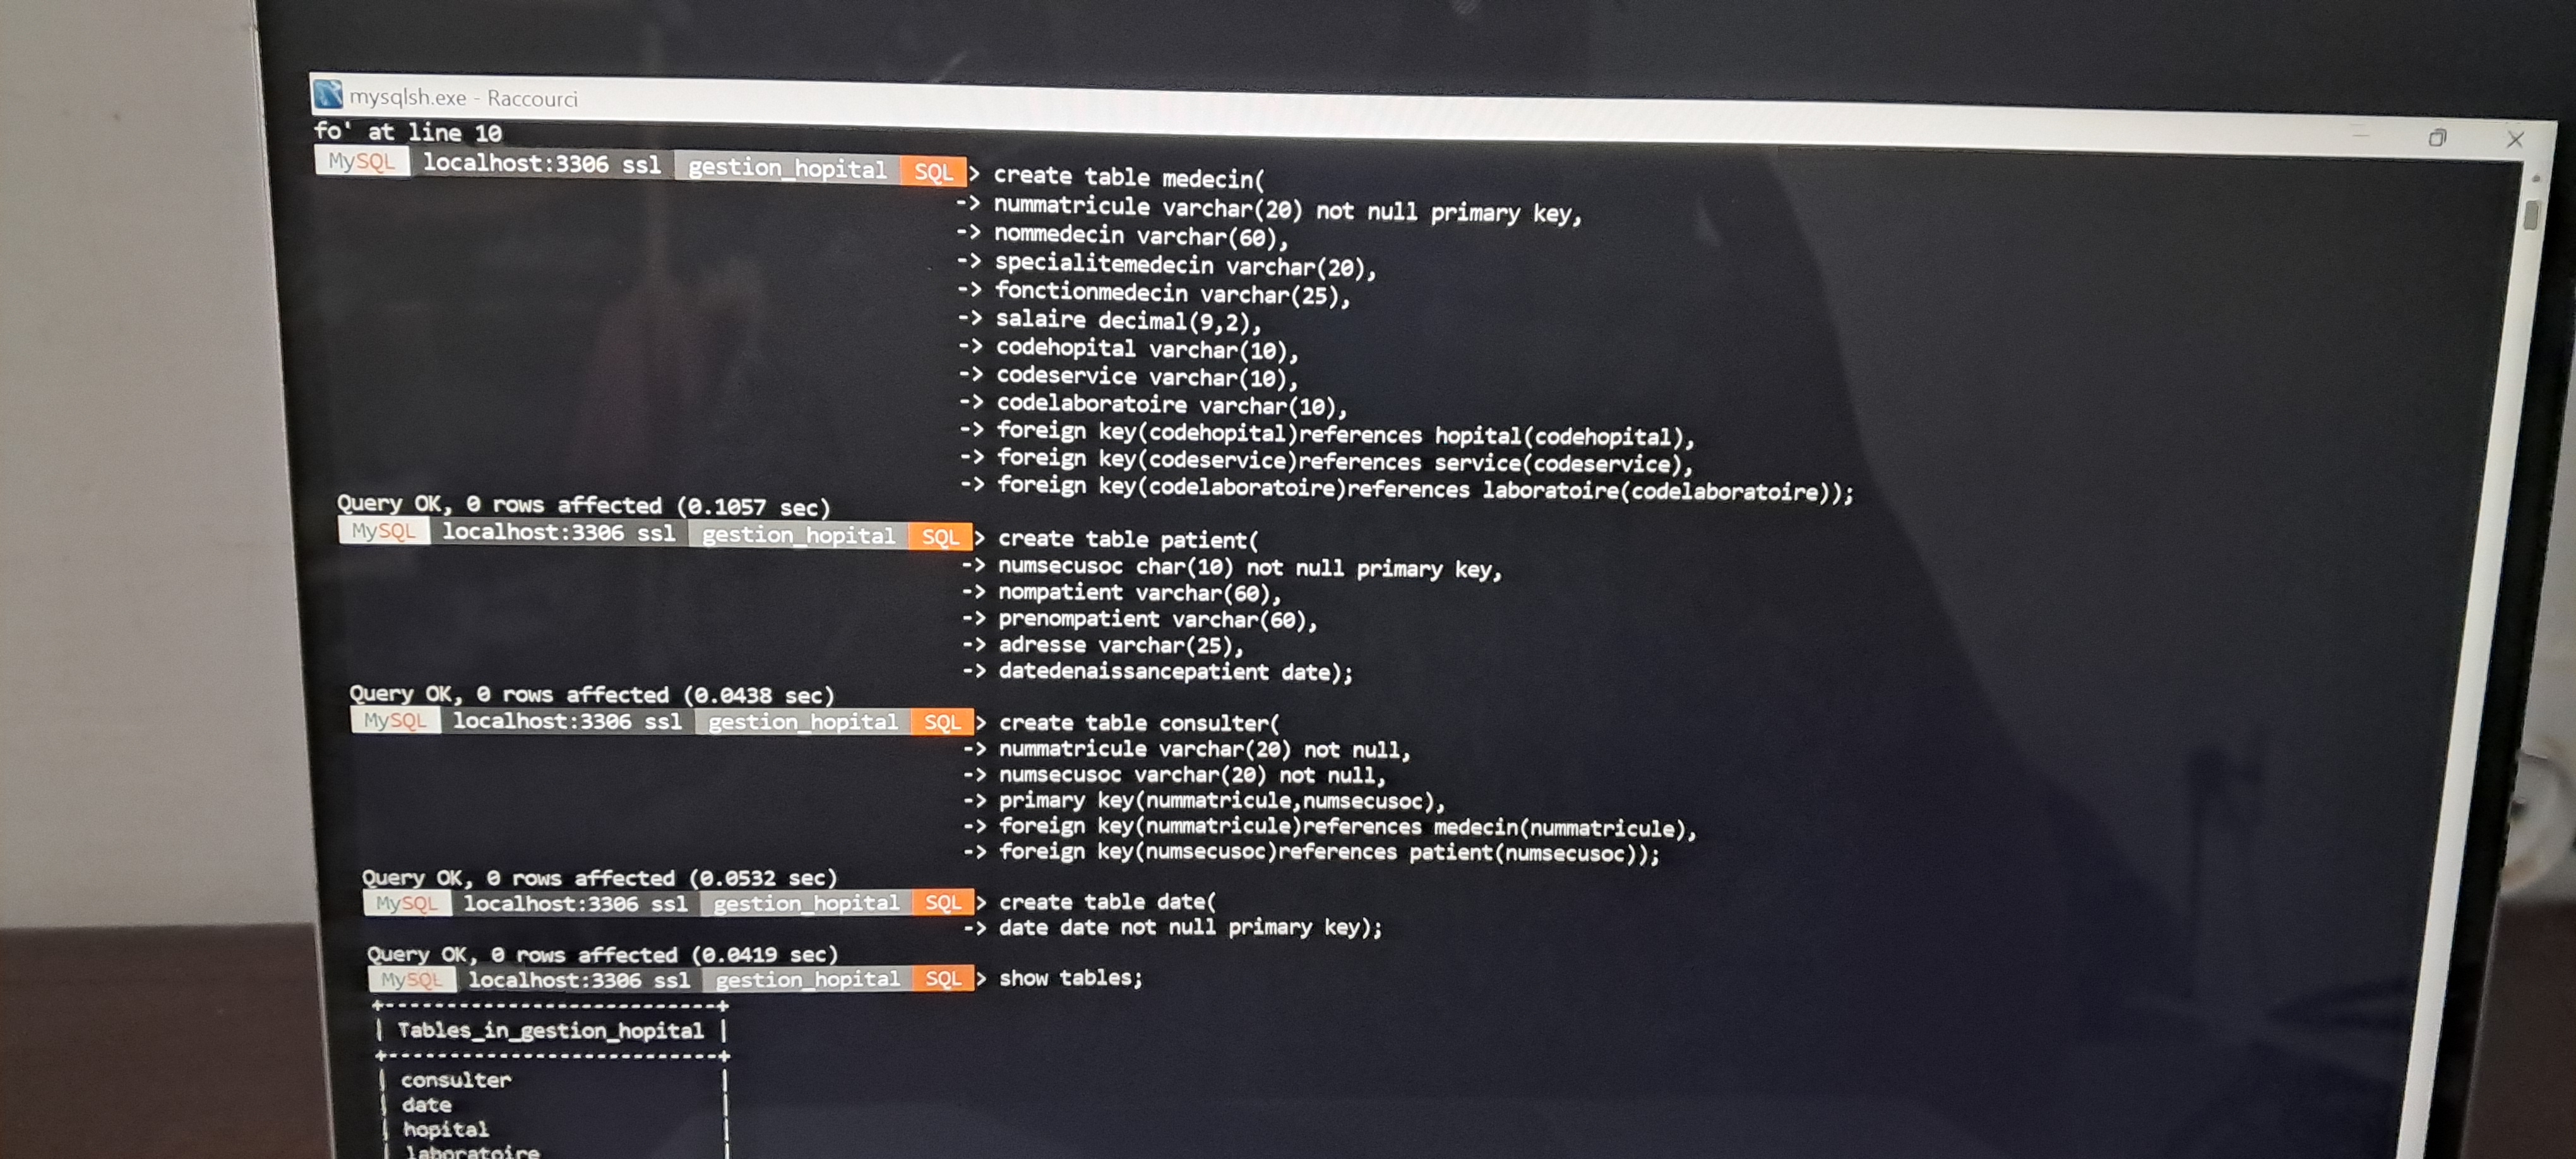 mysqlsh.exe - Raccourci
fo' at line 10
MySQL localhost:3306 ssl gestion_hopital SQL > create table medecin(
-> nummatricule varchar(20) not null primary key,
-> nommedecin varchar(60),
-> specialitemedecin varchar(20),
-> fonctionmedecin varchar(25),
-> salaire decimal(9,2),
-> codehopital varchar(10),
-> codeservice varchar(10),
-> codelaboratoire varchar(10),
-> foreign key(codehopital)references hopital(codehopital),
-> foreign key(codeservice)references service(codeservice),
-> foreign key(codelaboratoire)references laboratoire(codelaboratoire));
Query OK, 0 rows affected (0.1057 sec)
MySQL localhost:3306 ssl gestion_hopital SQL > create table patient(
-> numsecusoc char(10) not null primary key,
-> nompatient varchar(60),
-> prenompatient varchar(60),
-> adresse varchar(25),
-> datedenaissancepatient date);
Query OK, 0 rows affected (0.0438 sec)
MySQL localhost:3306 ssl gestion_hopital SQL > create table consulter(
-> nummatricule varchar(20) not null,
-> numsecusoc varchar(20) not null,
-> primary key(nummatricule,numsecusoc),
-> foreign key(nummatricule)references medecin(nummatricule),
-> foreign key(numsecusoc)references patient(numsecusoc));
Query OK, 0 rows affected (0.0532 sec)
MySQL localhost:3306 ssl gestion_hopital SQL > create table date(
-> date date not null primary key);
Query OK, 0 rows affected (0.0419 sec)
MySQL localhost:3306 ssl gestion_hopital SQL > show tables;
+---------------------------+
| Tables_in_gestion_hopital |
+---------------------------+
| consulter |
| date |
| hopital |
| laboratoire